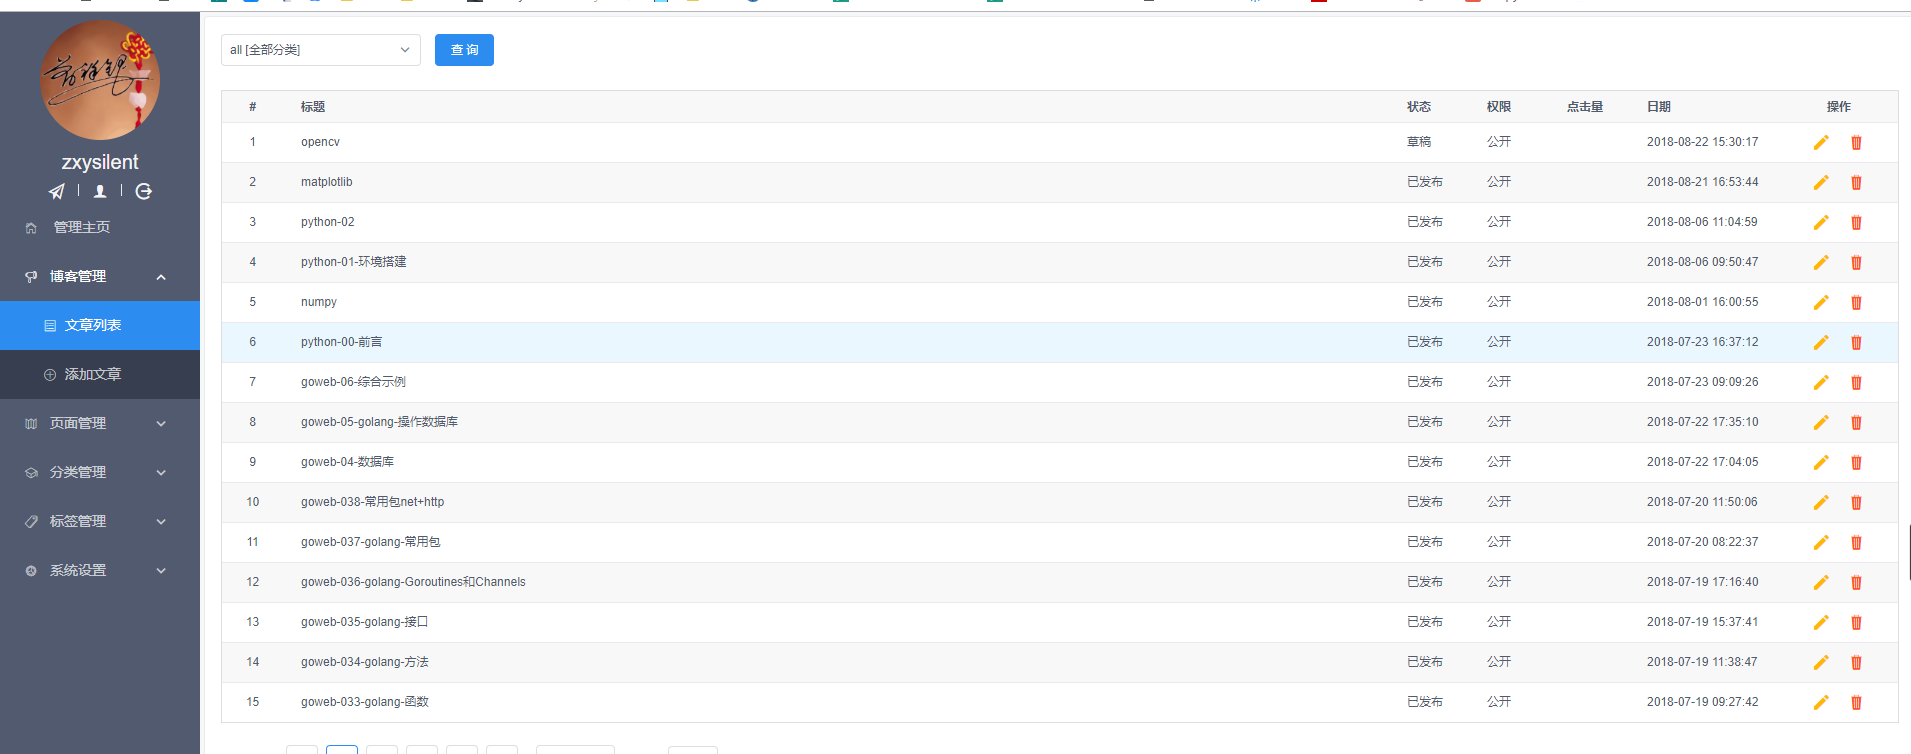 zxysilent
管理主页
博客管理
文章列表
添加文章
页面管理
分类管理
标签管理
系统设置
all [全部分类]
查 询
# 标题 状态 权限 点击量 日期 操作
1 opencv 草稿 公开 2018-08-22 15:30:17
2 matplotlib 已发布 公开 2018-08-21 16:53:44
3 python-02 已发布 公开 2018-08-06 11:04:59
4 python-01-环境搭建 已发布 公开 2018-08-06 09:50:47
5 numpy 已发布 公开 2018-08-01 16:00:55
6 python-00-前言 已发布 公开 2018-07-23 16:37:12
7 goweb-06-综合示例 已发布 公开 2018-07-23 09:09:26
8 goweb-05-golang-操作数据库 已发布 公开 2018-07-22 17:35:10
9 goweb-04-数据库 已发布 公开 2018-07-22 17:04:05
10 goweb-038-常用包net+http 已发布 公开 2018-07-20 11:50:06
11 goweb-037-golang-常用包 已发布 公开 2018-07-20 08:22:37
12 goweb-036-golang-Goroutines和Channels 已发布 公开 2018-07-19 17:16:40
13 goweb-035-golang-接口 已发布 公开 2018-07-19 15:37:41
14 goweb-034-golang-方法 已发布 公开 2018-07-19 11:38:47
15 goweb-033-golang-函数 已发布 公开 2018-07-19 09:27:42